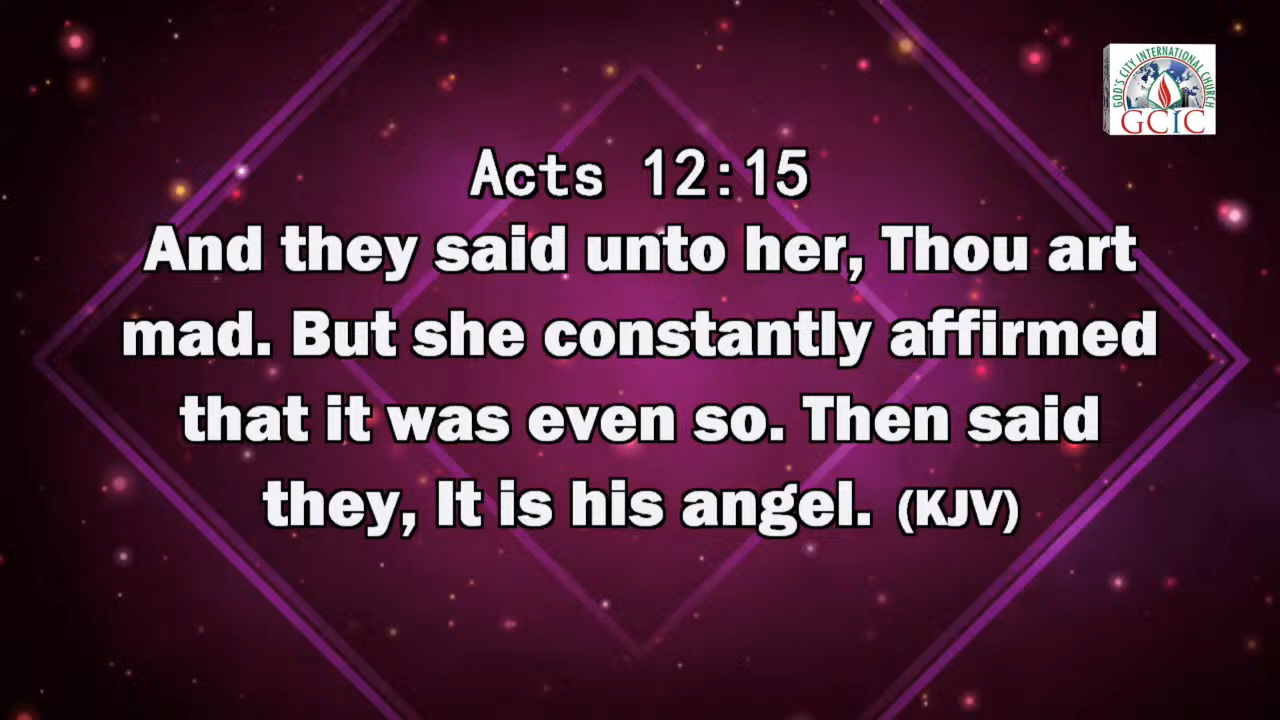 GOD'S CITY INTERNATIONAL CHURCH
GCIC
Acts 12:15
And they said unto her, Thou art
mad. But she constantly affirmed
that it was even so. Then said
they, It is his angel. (KJV)